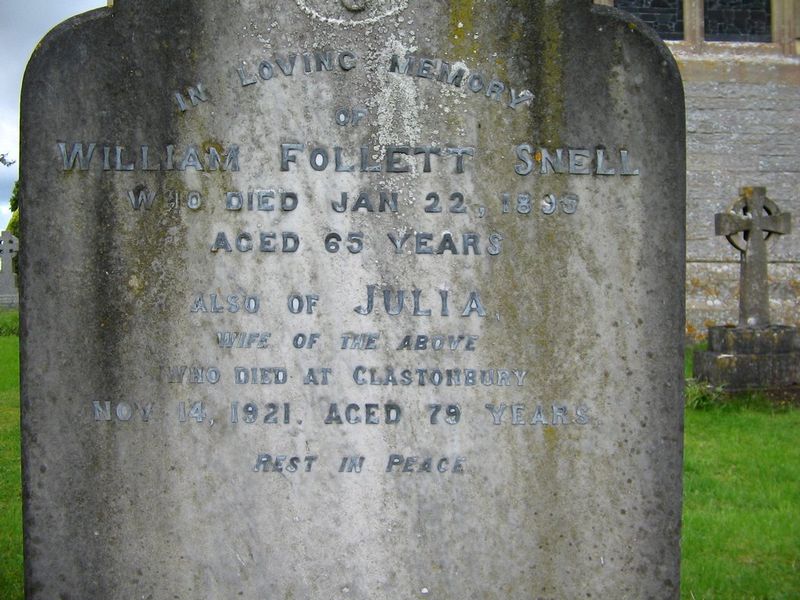 IN LOVING MEMORY
OF
WILLIAM FOLLETT SNELL
WHO DIED JAN 22, 1899
AGED 65 YEARS
ALSO OF JULIA,
WIFE OF THE ABOVE
WHO DIED AT GLASTONBURY
NOV 14, 1921. AGED 79 YEARS.
REST IN PEACE